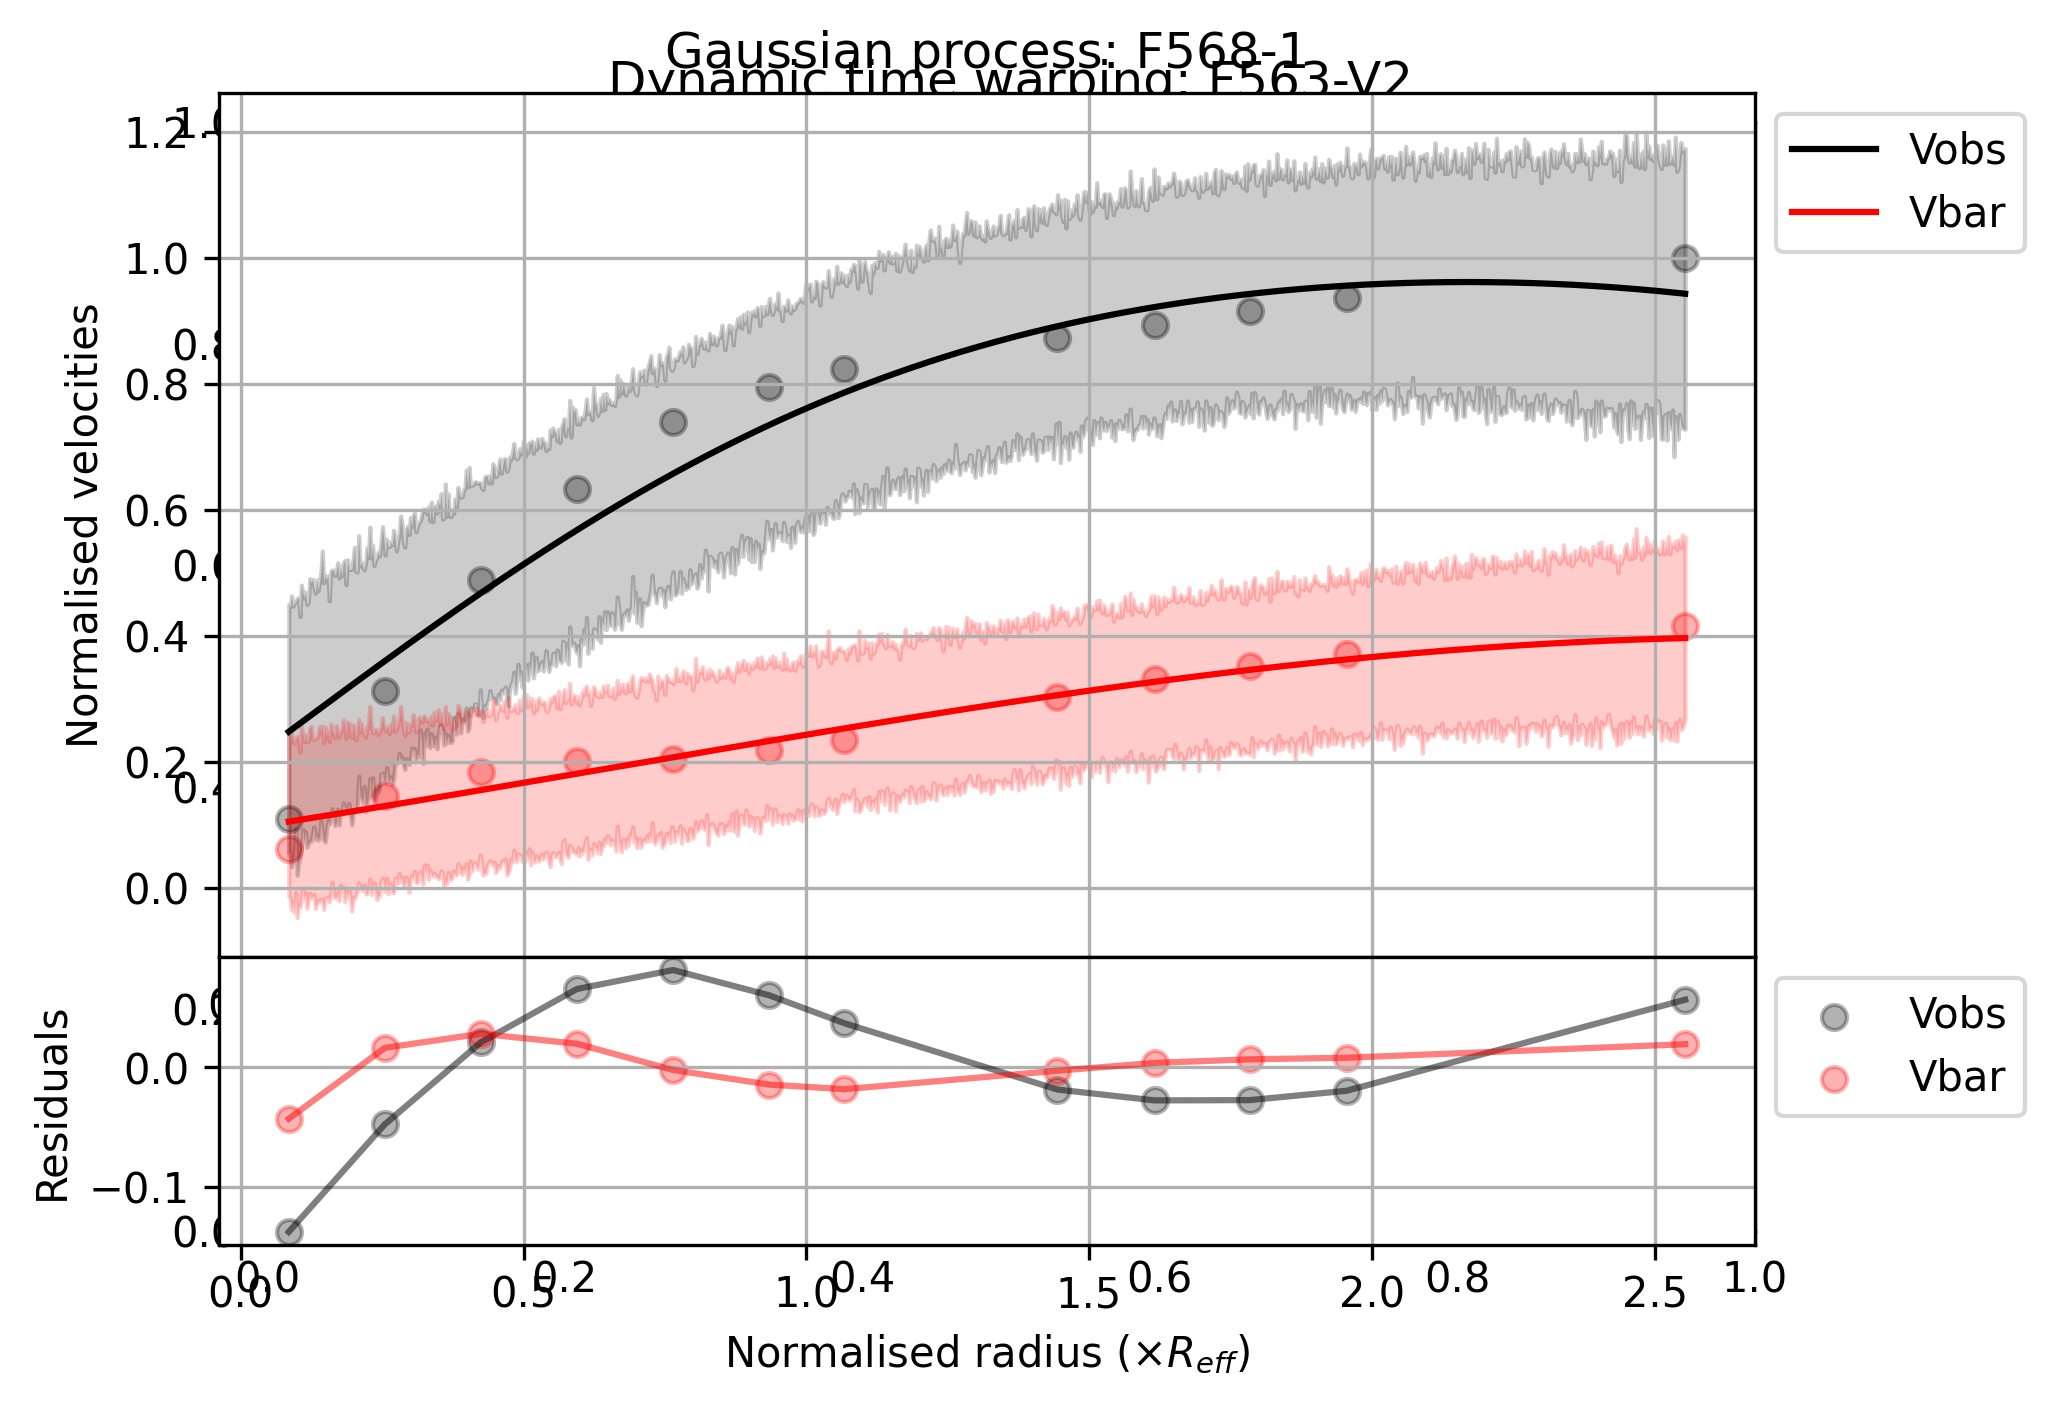 Gaussian process: F568-1
Dynamic time warping: F563-V2
1.2
1.0
0.8
0.6
0.4
0.2
0.0
Normalised velocities
Vobs
Vbar
0.0
−0.1
Residuals
Vobs
Vbar
0.0 0.2 0.4 0.6 0.8 1.0
0.0 0.5 1.0 1.5 2.0 2.5
Normalised radius (×R_eff)